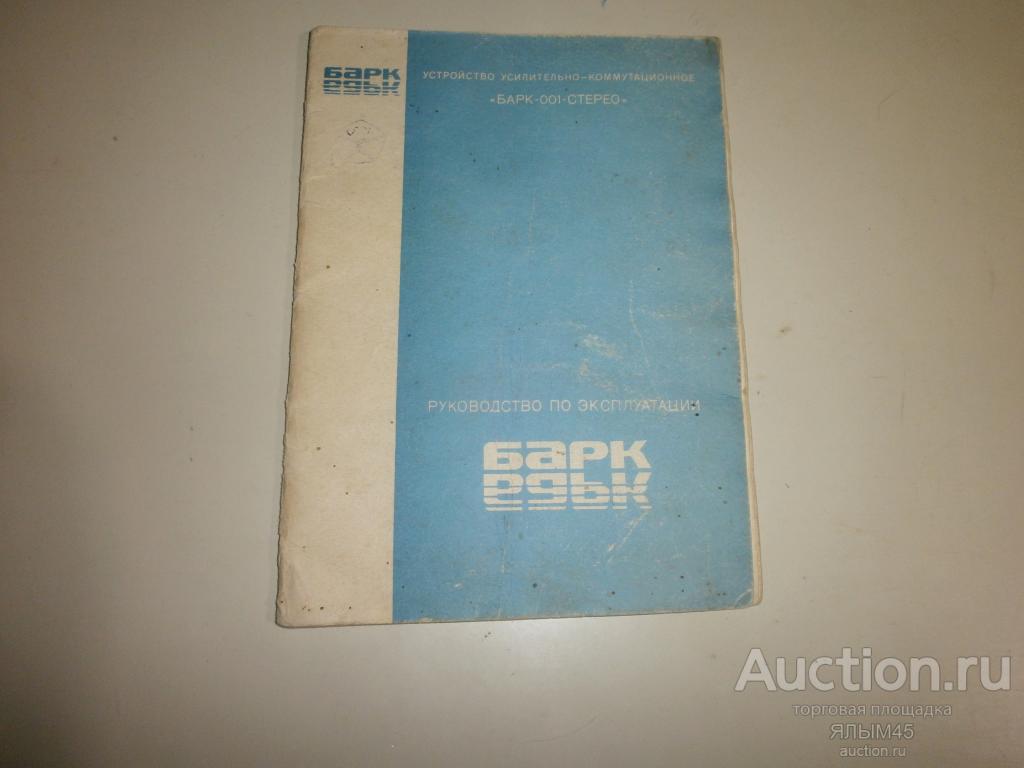 БАРК
УСТРОЙСТВО УСИЛИТЕЛЬНО-КОММУТАЦИОННОЕ
«БАРК-001-СТЕРЕО»
РУКОВОДСТВО ПО ЭКСПЛУАТАЦИИ
БАРК
Auction.ru
торговая площадка
ЯЛЫМ45
auction.ru